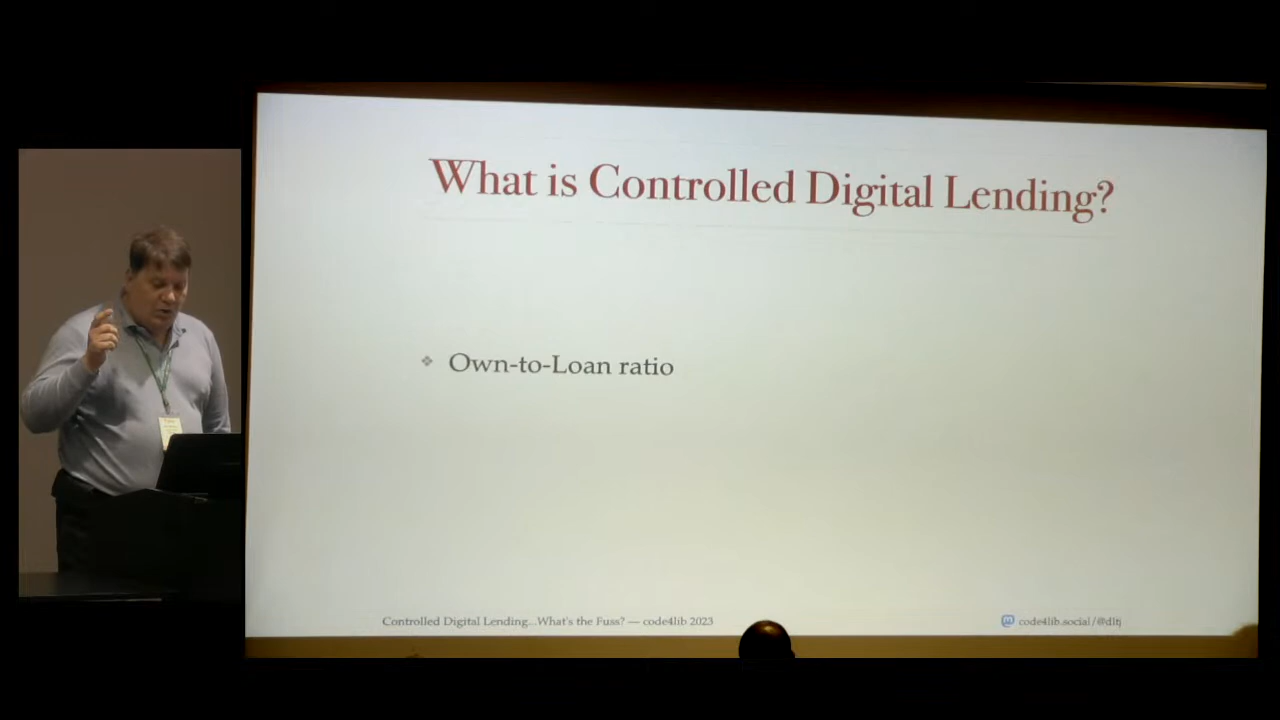 What is Controlled Digital Lending?
❖ Own-to-Loan ratio
Controlled Digital Lending...What's the Fuss? — code4lib 2023
code4lib.social/@dltj